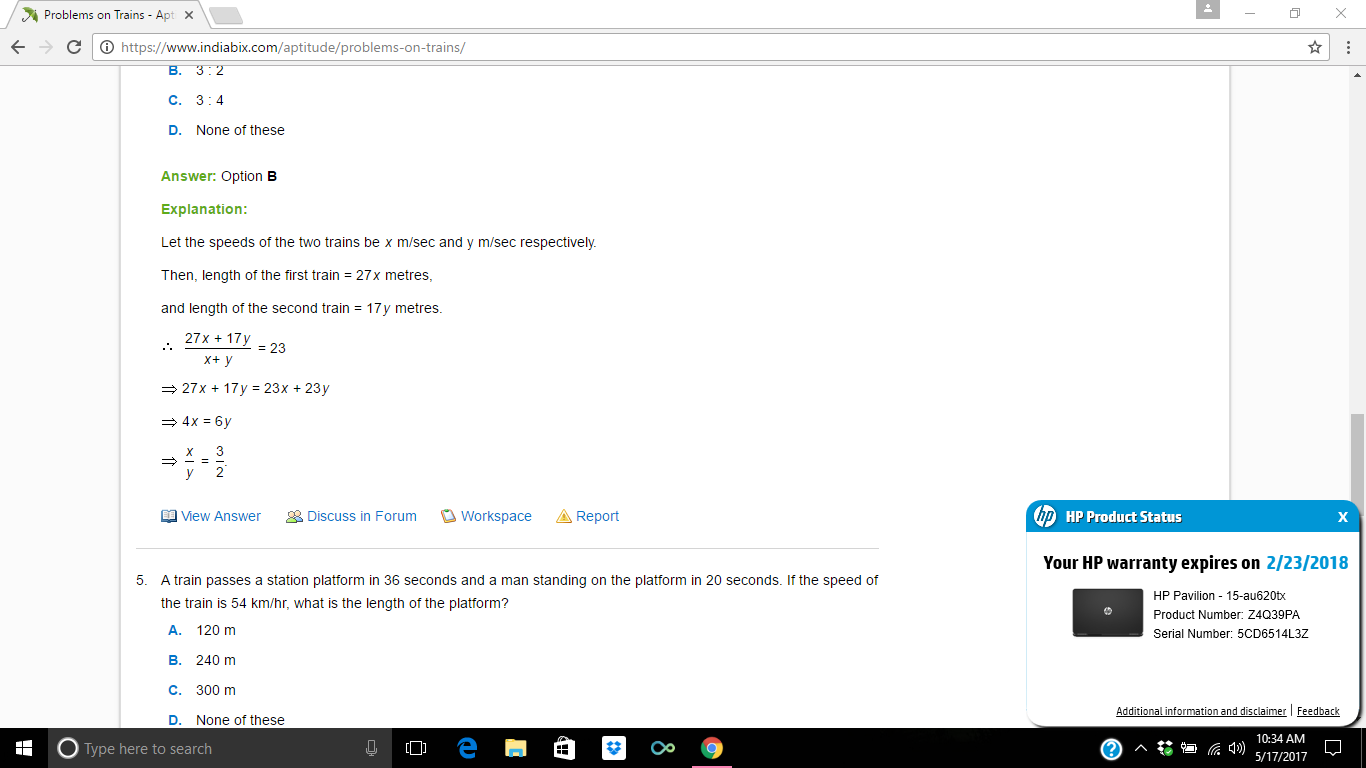 Problems on Trains - Apt
https://www.indiabix.com/aptitude/problems-on-trains/
B. 3 : 2
C. 3 : 4
D. None of these
Answer: Option B
Explanation:
Let the speeds of the two trains be x m/sec and y m/sec respectively.
Then, length of the first train = 27x metres,
and length of the second train = 17y metres.
∴ 27x + 17y / x+ y = 23
⇒ 27x + 17y = 23x + 23y
⇒ 4x = 6y
⇒ x / y = 3 / 2.
View Answer Discuss in Forum Workspace Report
5. A train passes a station platform in 36 seconds and a man standing on the platform in 20 seconds. If the speed of
the train is 54 km/hr, what is the length of the platform?
A. 120 m
B. 240 m
C. 300 m
D. None of these
hp HP Product Status X
Your HP warranty expires on 2/23/2018
HP Pavilion - 15-au620tx
Product Number: Z4Q39PA
Serial Number: 5CD6514L3Z
Additional information and disclaimer | Feedback
Type here to search
10:34 AM
5/17/2017